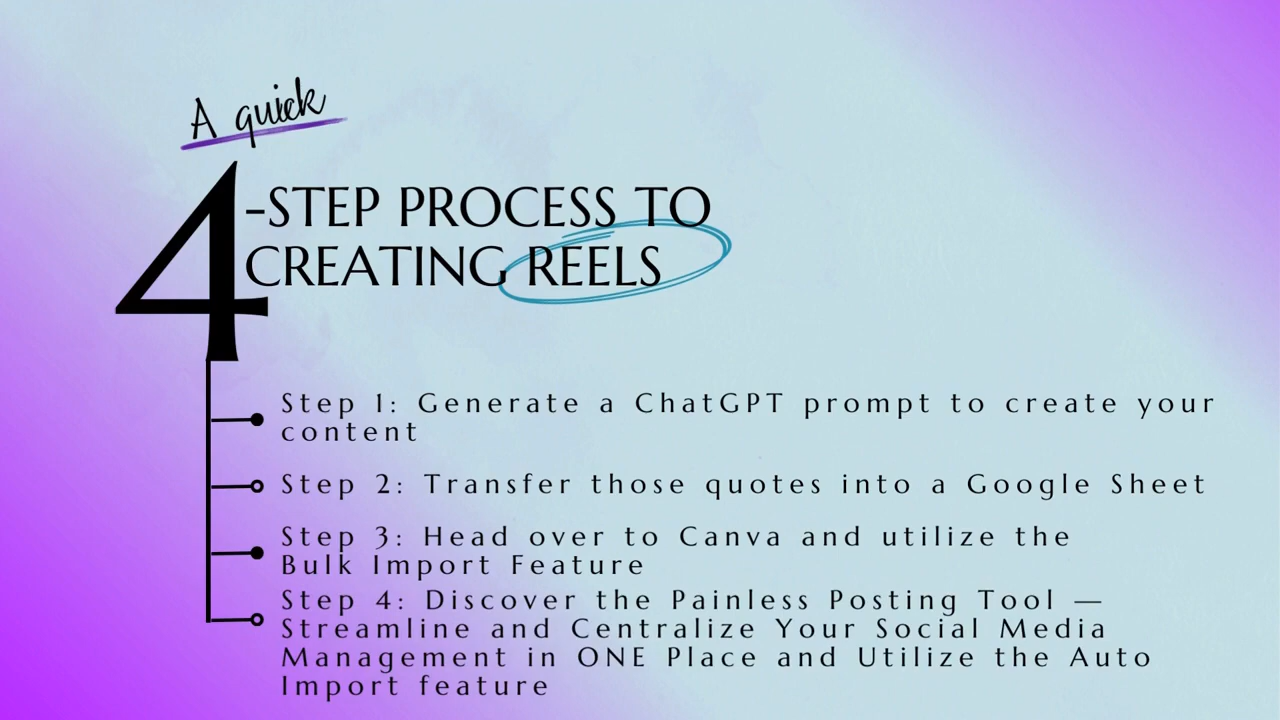 A quick
4-STEP PROCESS TO
CREATING REELS
Step 1: Generate a ChatGPT prompt to create your
content
Step 2: Transfer those quotes into a Google Sheet
Step 3: Head over to Canva and utilize the
Bulk Import Feature
Step 4: Discover the Painless Posting Tool —
Streamline and Centralize Your Social Media
Management in ONE Place and Utilize the Auto
Import feature